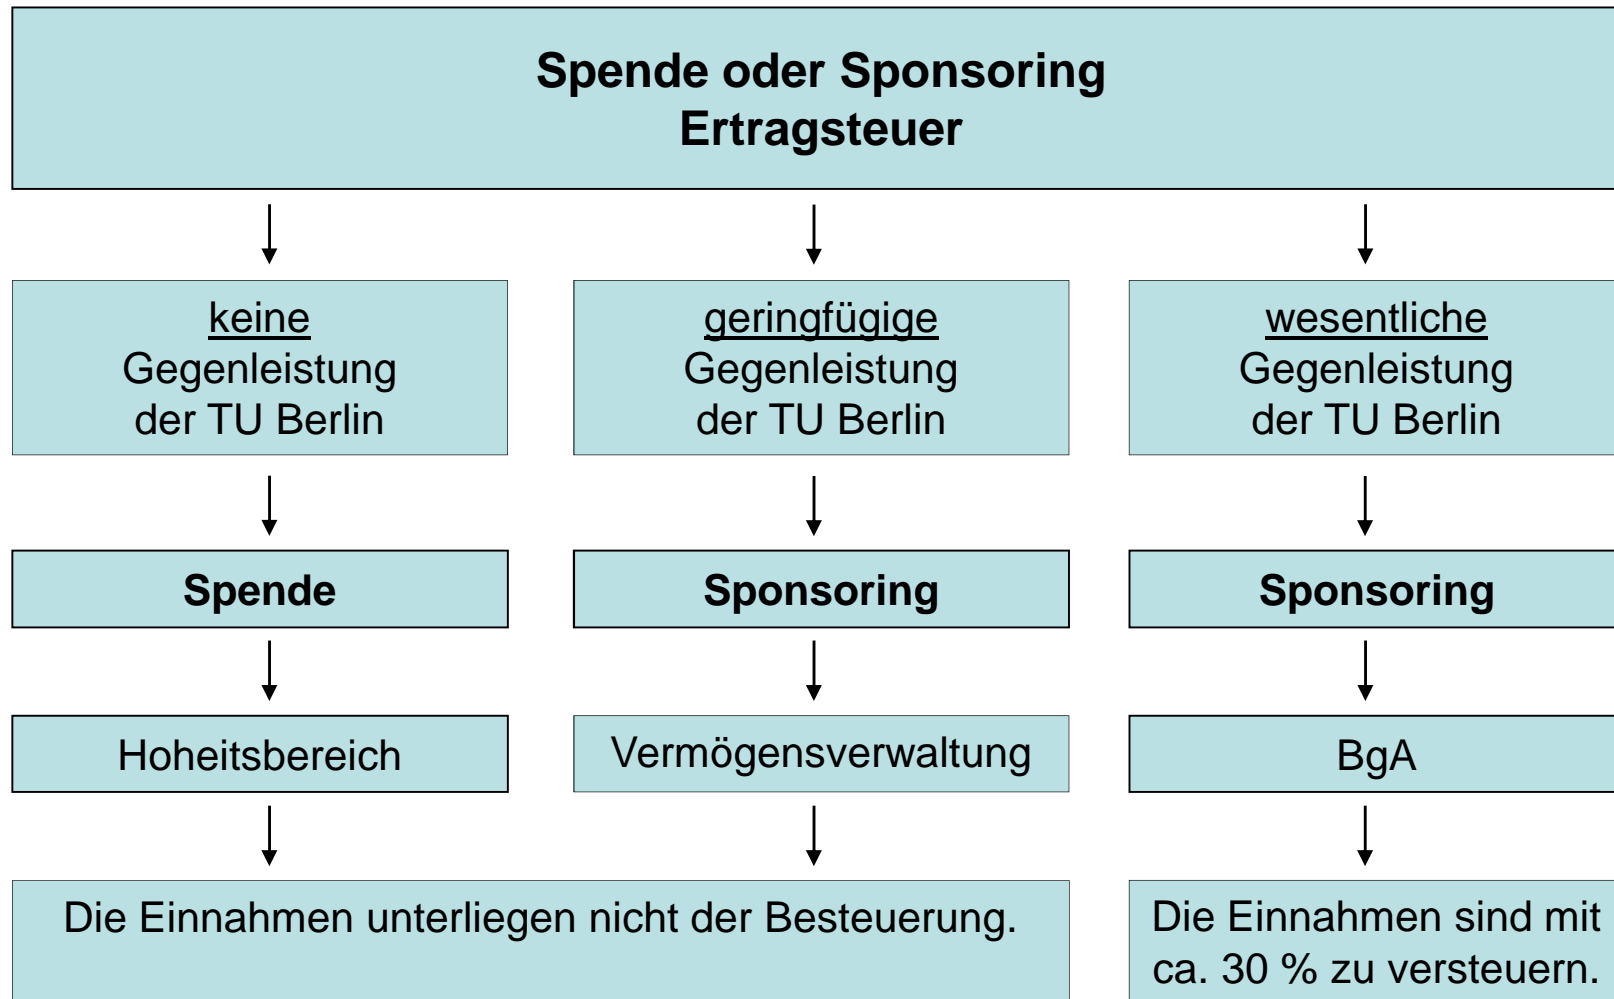 Spende oder Sponsoring
Ertragsteuer
keine
Gegenleistung
der TU Berlin
geringfügige
Gegenleistung
der TU Berlin
wesentliche
Gegenleistung
der TU Berlin
Spende
Sponsoring
Sponsoring
Hoheitsbereich
Vermögensverwaltung
BgA
Die Einnahmen unterliegen nicht der Besteuerung.
Die Einnahmen sind mit
ca. 30 % zu versteuern.